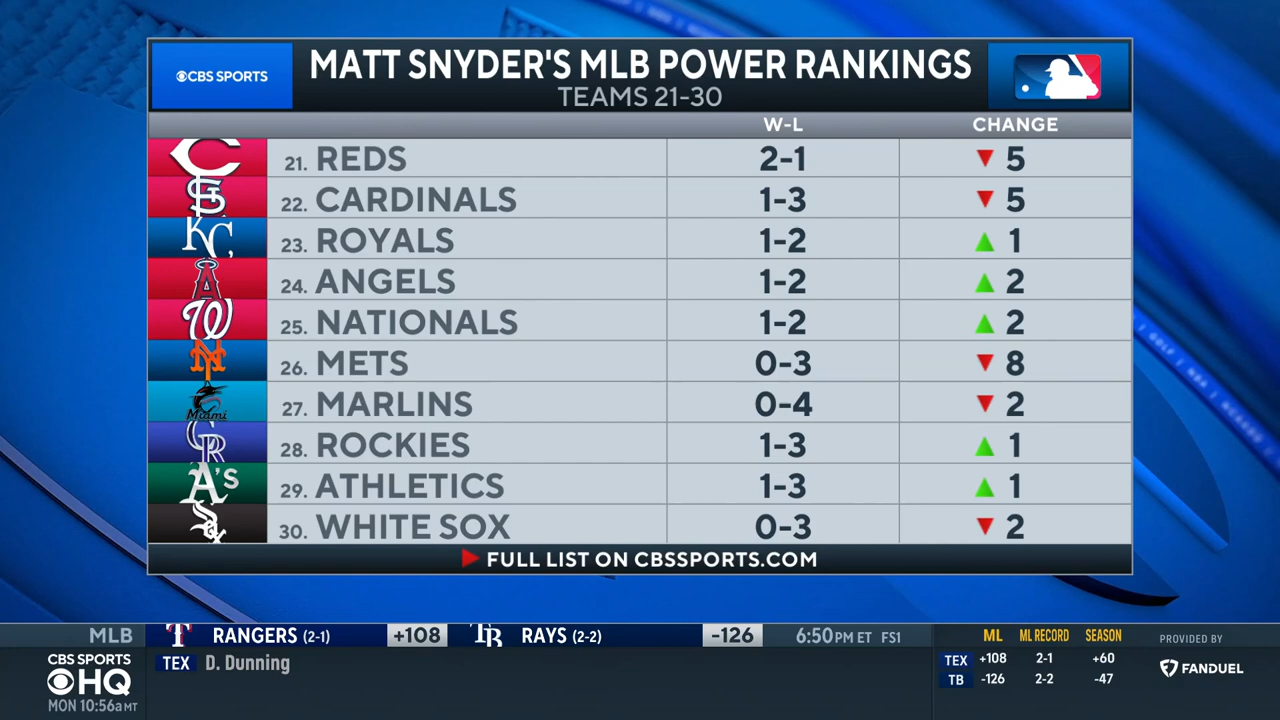 CBS SPORTS
MATT SNYDER'S MLB POWER RANKINGS
TEAMS 21-30
W-L CHANGE
21. REDS 2-1 ▼ 5
22. CARDINALS 1-3 ▼ 5
23. ROYALS 1-2 ▲ 1
24. ANGELS 1-2 ▲ 2
25. NATIONALS 1-2 ▲ 2
26. METS 0-3 ▼ 8
Miami
27. MARLINS 0-4 ▼ 2
28. ROCKIES 1-3 ▲ 1
A's
29. ATHLETICS 1-3 ▲ 1
30. WHITE SOX 0-3 ▼ 2
▶ FULL LIST ON CBSSPORTS.COM
MLB
RANGERS (2-1) +108
RAYS (2-2) -126
6:50PM ET FS1
TEX D. Dunning
ML ML RECORD SEASON
TEX +108 2-1 +60
TB -126 2-2 -47
PROVIDED BY
FANDUEL
CBS SPORTS
HQ
MON 10:56a MT